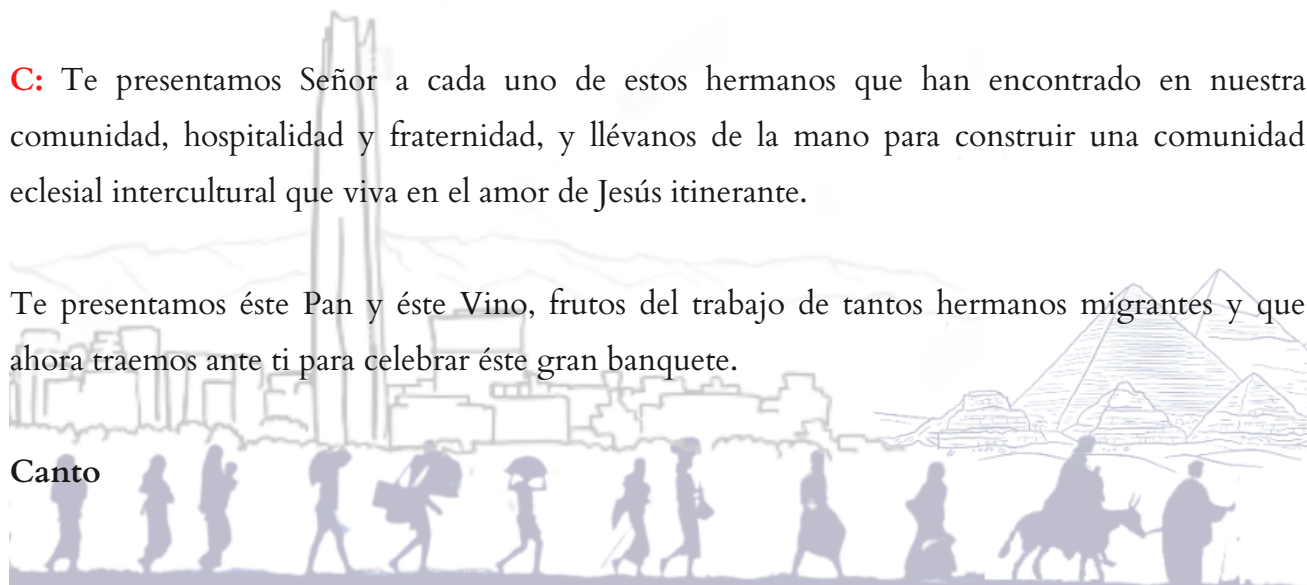 C: Te presentamos Señor a cada uno de estos hermanos que han encontrado en nuestra
comunidad, hospitalidad y fraternidad, y llévanos de la mano para construir una comunidad
eclesial intercultural que viva en el amor de Jesús itinerante.
Te presentamos éste Pan y éste Vino, frutos del trabajo de tantos hermanos migrantes y que
ahora traemos ante ti para celebrar éste gran banquete.
Canto